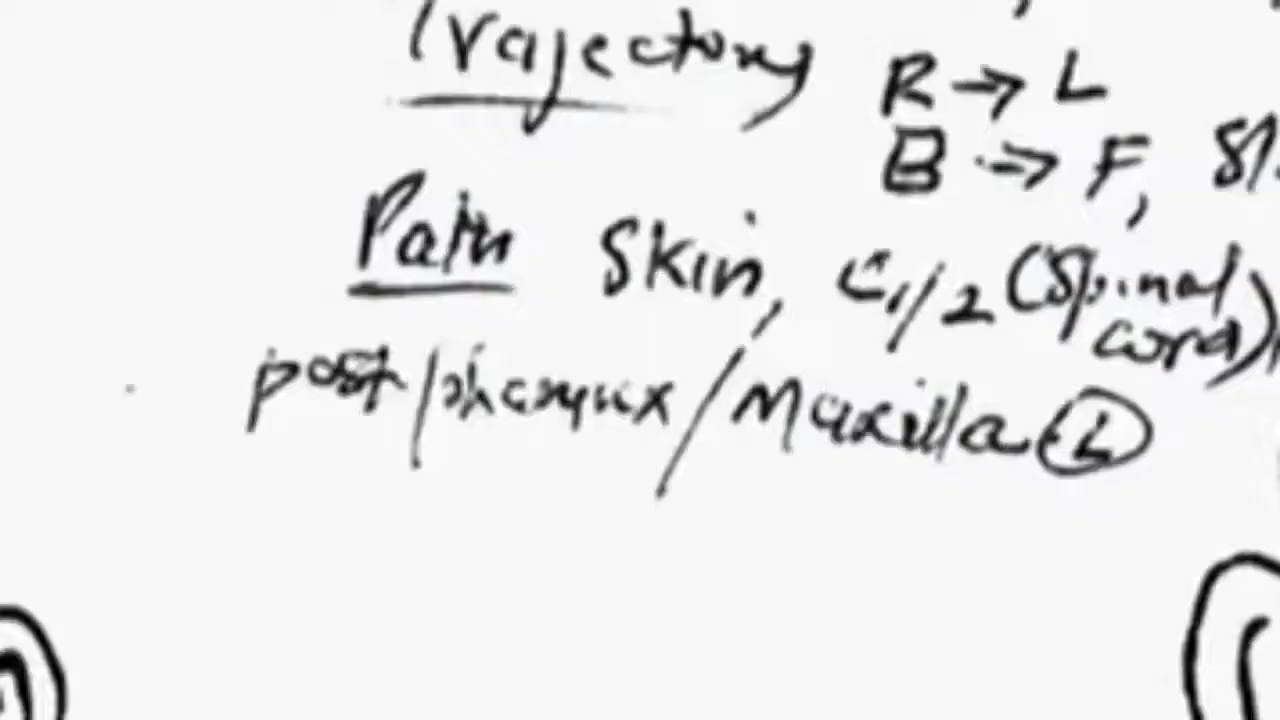 Trajectory R → L
B → F,
Path Skin, C1/2 (Spinal cord)
post/pharynx/Maxilla Ⓛ